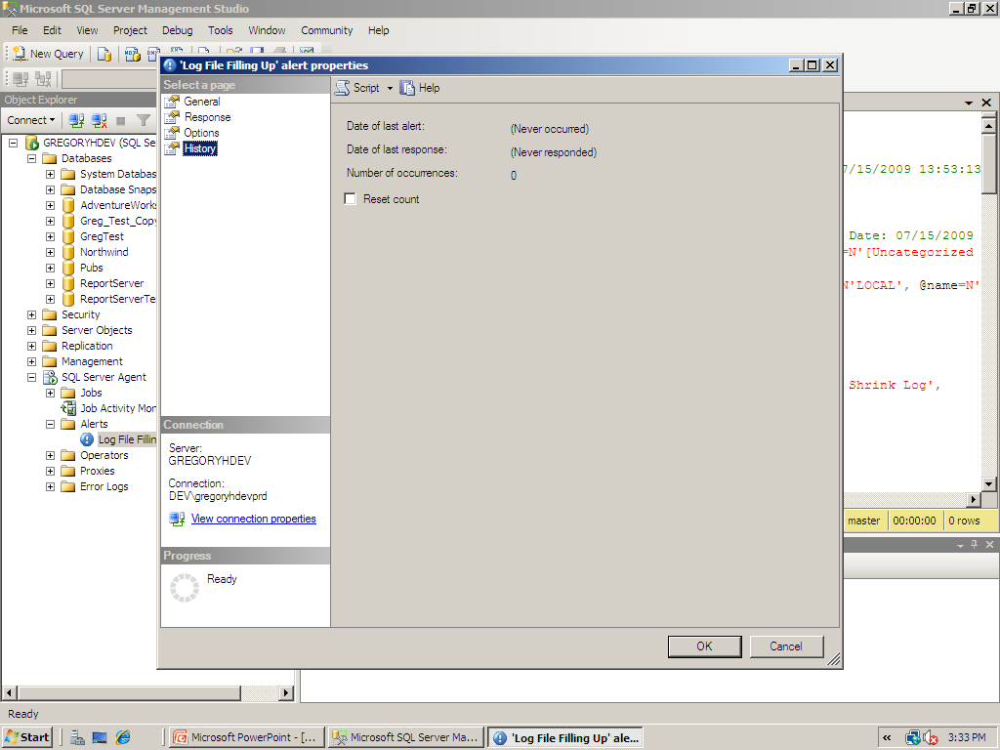 Microsoft SQL Server Management Studio
File Edit View Project Debug Tools Window Community Help
New Query
'Log File Filling Up' alert properties
Select a page
General
Response
Options
History
Script Help
Date of last alert: (Never occurred)
Date of last response: (Never responded)
Number of occurrences: 0
Reset count
Connection
Server:
GREGORYHDEV
Connection:
DEV\gregoryhdevprd
View connection properties
Progress
Ready
OK Cancel
Object Explorer
Connect
GREGORYHDEV (SQL Se
Databases
System Databas
Database Snaps
AdventureWork
Greg_Test_Copy
GregTest
Northwind
Pubs
ReportServer
ReportServerTe
Security
Server Objects
Replication
Management
SQL Server Agent
Jobs
Job Activity Mon
Alerts
Log File Fillin
Operators
Proxies
Error Logs
7/15/2009 13:53:13
Date: 07/15/2009
=N'[Uncategorized
N'LOCAL', @name=N'
Shrink Log',
master 00:00:00 0 rows
Ready
Start Microsoft PowerPoint - [... Microsoft SQL Server Ma... 'Log File Filling Up' ale... « 3:33 PM